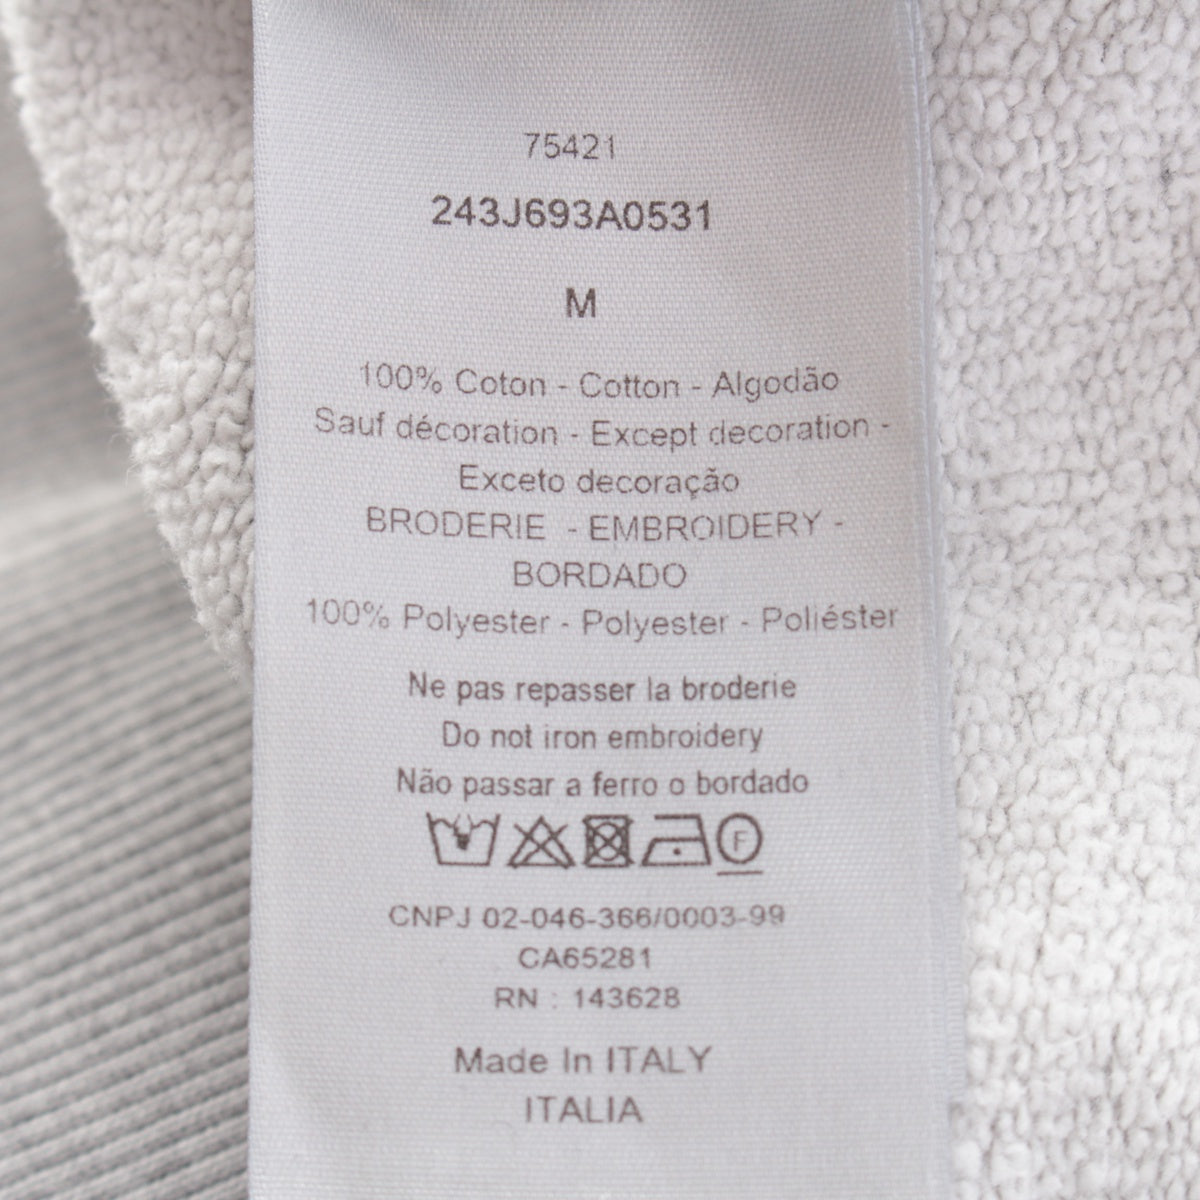 75421
243J693A0531
M
100% Coton - Cotton - Algodão
Sauf décoration - Except decoration -
Exceto decoração
BRODERIE - EMBROIDERY -
BORDADO
100% Polyester - Polyester - Poliéster
Ne pas repasser la broderie
Do not iron embroidery
Não passar a ferro o bordado
F
CNPJ 02-046-366/0003-99
CA65281
RN : 143628
Made In ITALY
ITALIA